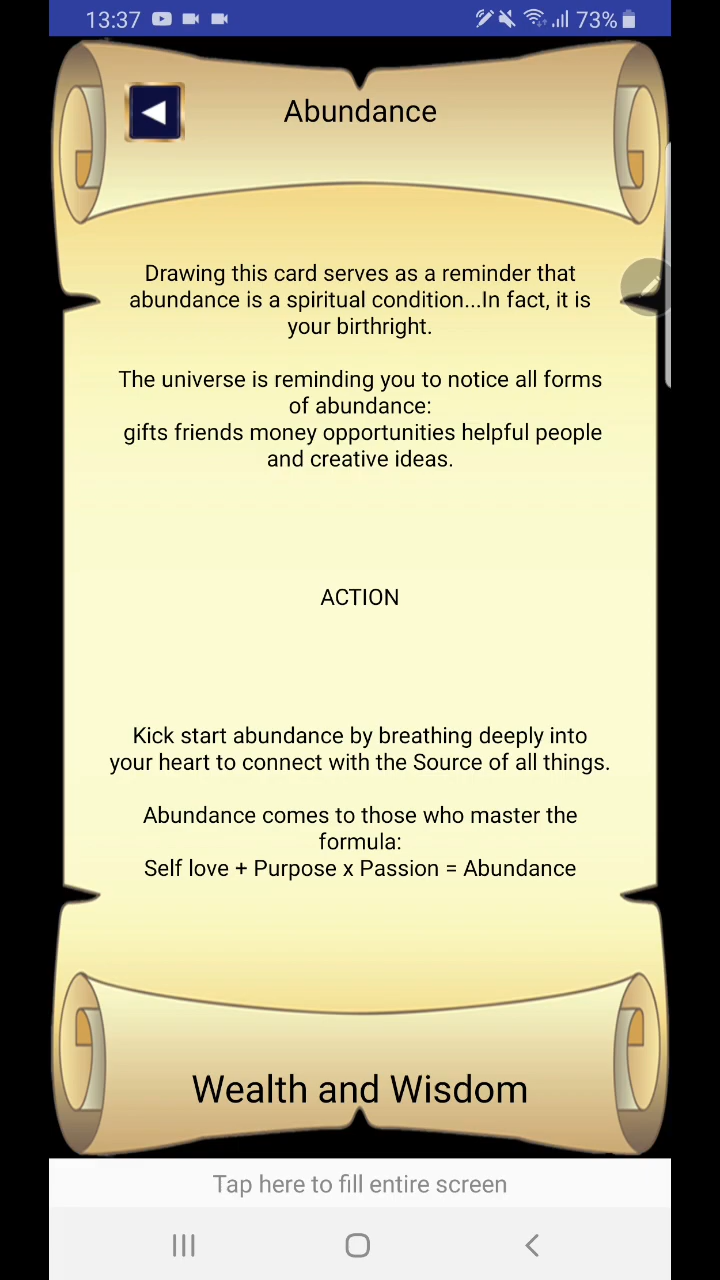 13:37
73%
Abundance
Drawing this card serves as a reminder that
abundance is a spiritual condition...In fact, it is
your birthright.
The universe is reminding you to notice all forms
of abundance:
gifts friends money opportunities helpful people
and creative ideas.
ACTION
Kick start abundance by breathing deeply into
your heart to connect with the Source of all things.
Abundance comes to those who master the
formula:
Self love + Purpose x Passion = Abundance
Wealth and Wisdom
Tap here to fill entire screen